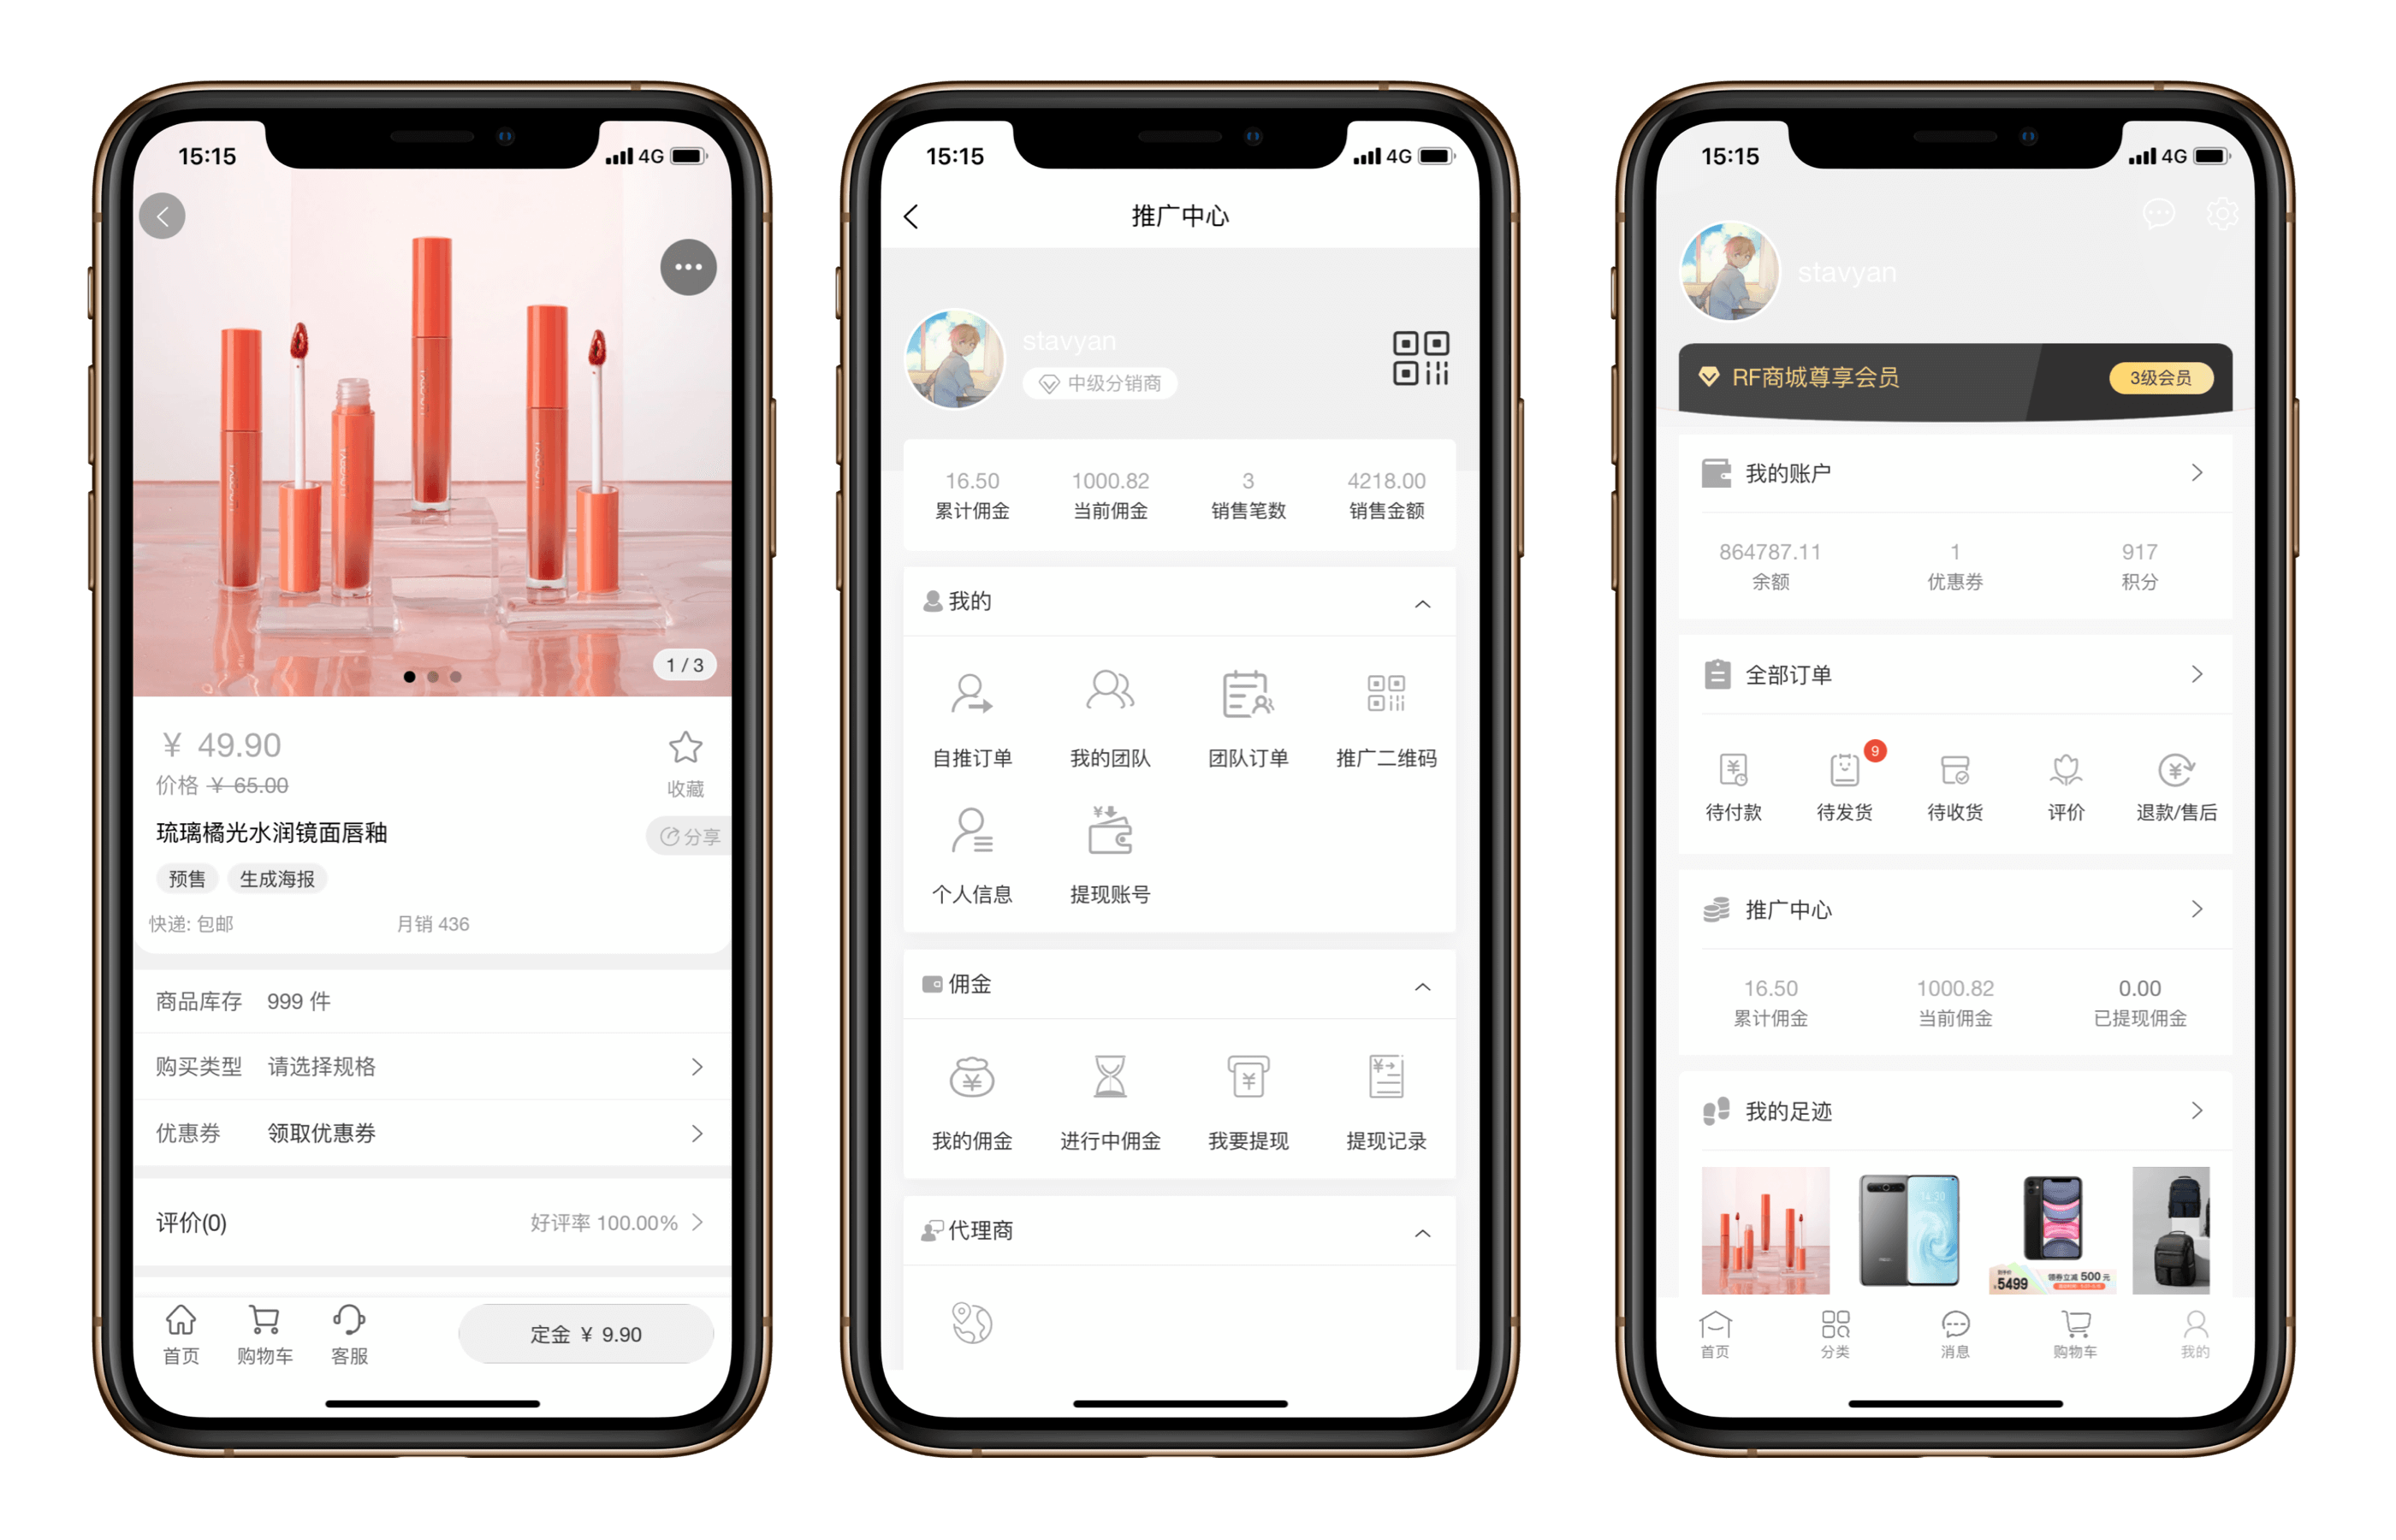 15:15
4G
1 / 3
¥ 49.90
价格 ¥ 65.00
收藏
琉璃橘光水润镜面唇釉
分享
预售
生成海报
快递: 包邮
月销 436
商品库存 999 件
购买类型 请选择规格
优惠券 领取优惠券
评价(0)
好评率 100.00%
首页
购物车
客服
定金 ¥ 9.90
15:15
4G
推广中心
stavyan
中级分销商
16.50 1000.82 3 4218.00
累计佣金 当前佣金 销售笔数 销售金额
我的
自推订单 我的团队 团队订单 推广二维码
个人信息 提现账号
佣金
我的佣金 进行中佣金 我要提现 提现记录
代理商
15:15
4G
stavyan
RF商城尊享会员
3级会员
我的账户
864787.11 1 917
余额 优惠券 积分
全部订单
9
待付款 待发货 待收货 评价 退款/售后
推广中心
16.50 1000.82 0.00
累计佣金 当前佣金 已提现佣金
我的足迹
14:30
5499
领券立减 500 元
首页 分类 消息 购物车 我的